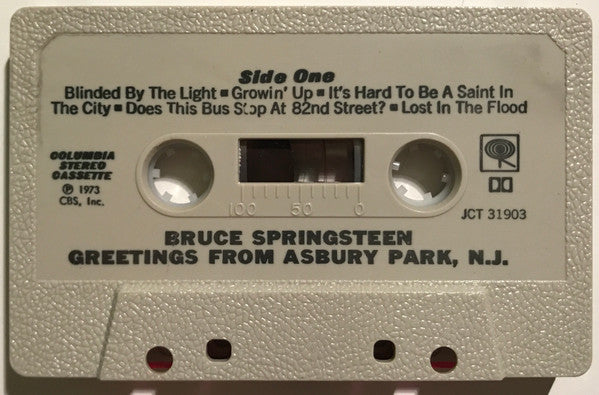 Side One
Blinded By The Light ▪ Growin' Up ▪ It's Hard To Be A Saint In
The City ▪ Does This Bus Stop At 82nd Street? ▪ Lost In The Flood
COLUMBIA
STEREO
CASSETTE
℗ 1973
CBS, Inc.
100 50 0
JCT 31903
BRUCE SPRINGSTEEN
GREETINGS FROM ASBURY PARK, N.J.